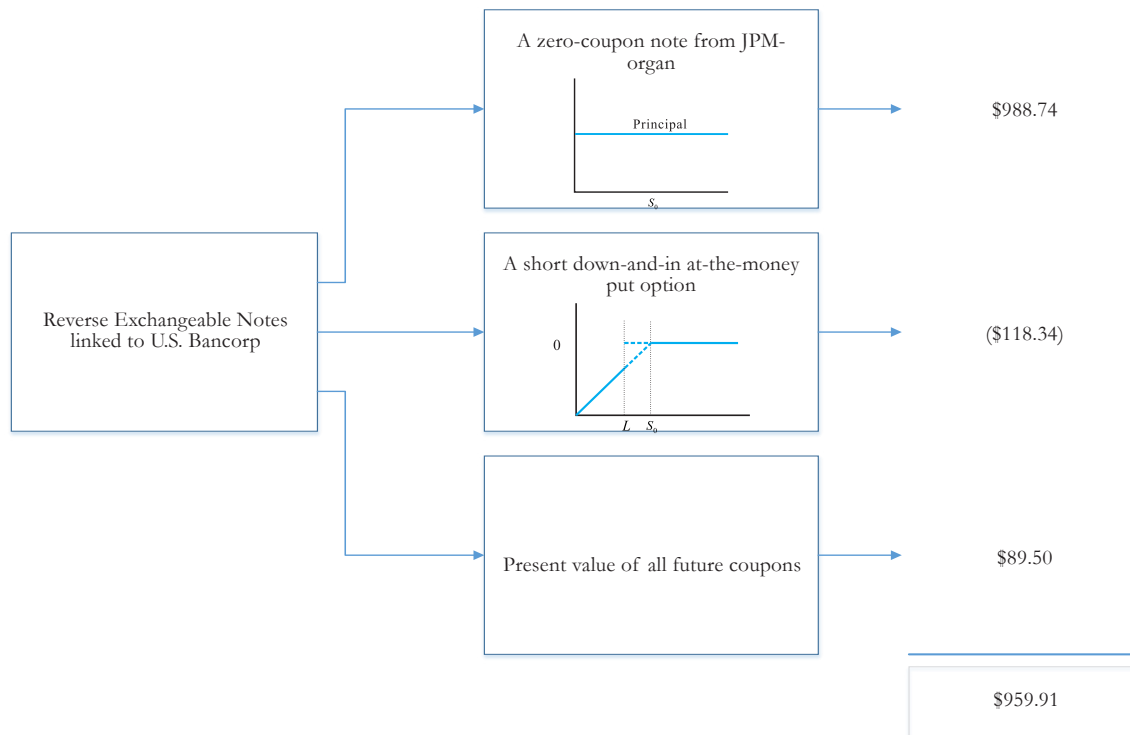 A zero-coupon note from JPM-
organ
Principal
S₀
$988.74
Reverse Exchangeable Notes
linked to U.S. Bancorp
A short down-and-in at-the-money
put option
0
L S₀
($118.34)
Present value of all future coupons
$89.50
$959.91